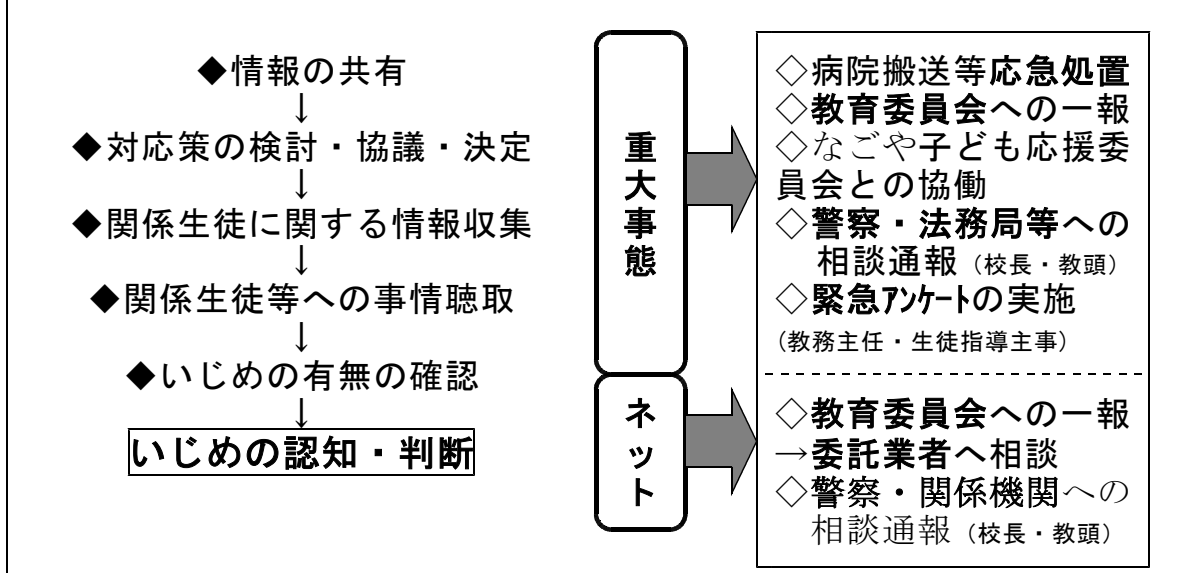 ◆情報の共有
↓
◆対応策の検討・協議・決定
↓
◆関係生徒に関する情報収集
↓
◆関係生徒等への事情聴取
↓
◆いじめの有無の確認
↓
いじめの認知・判断
重大事態
◇病院搬送等応急処置
◇教育委員会への一報
◇なごや子ども応援委
員会との協働
◇警察・法務局等への
相談通報（校長・教頭）
◇緊急アンケートの実施
（教務主任・生徒指導主事）
ネット
◇教育委員会への一報
→委託業者へ相談
◇警察・関係機関への
相談通報（校長・教頭）